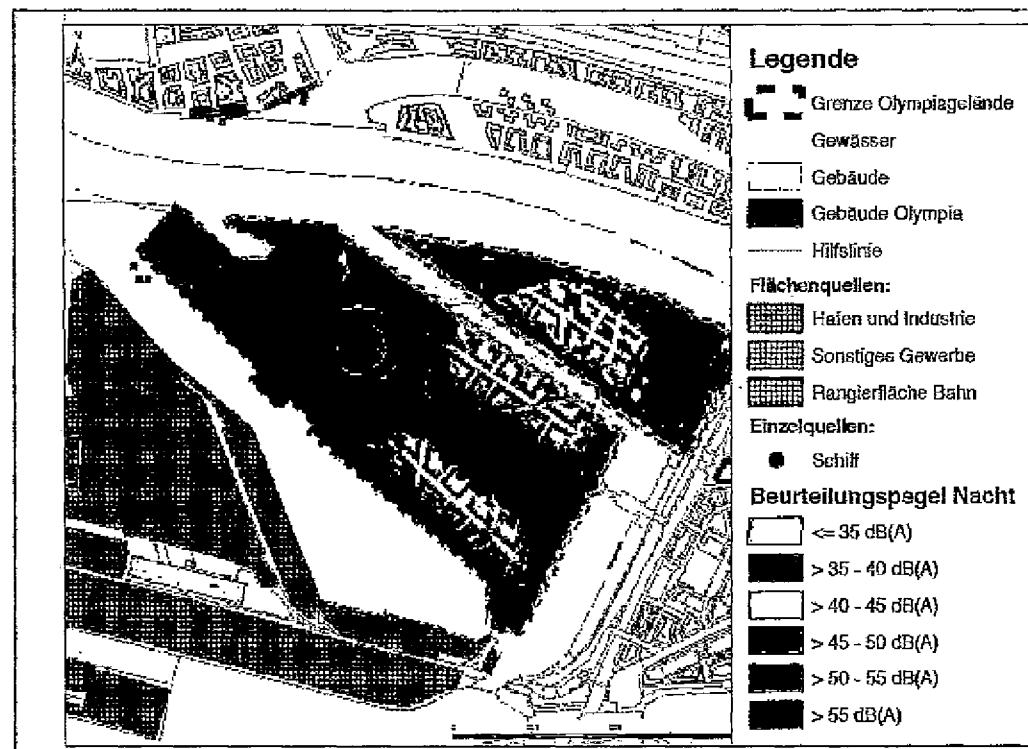 Legende
Grenze Olympiagelände
Gewässer
Gebäude
Gebäude Olympia
Hilfslinie
Flächenquellen:
Hafen und Industrie
Sonstiges Gewerbe
Rangierfläche Bahn
Einzelquellen:
Schiff
Beurteilungspegel Nacht
<= 35 dB(A)
> 35 - 40 dB(A)
> 40 - 45 dB(A)
> 45 - 50 dB(A)
> 50 - 55 dB(A)
> 55 dB(A)